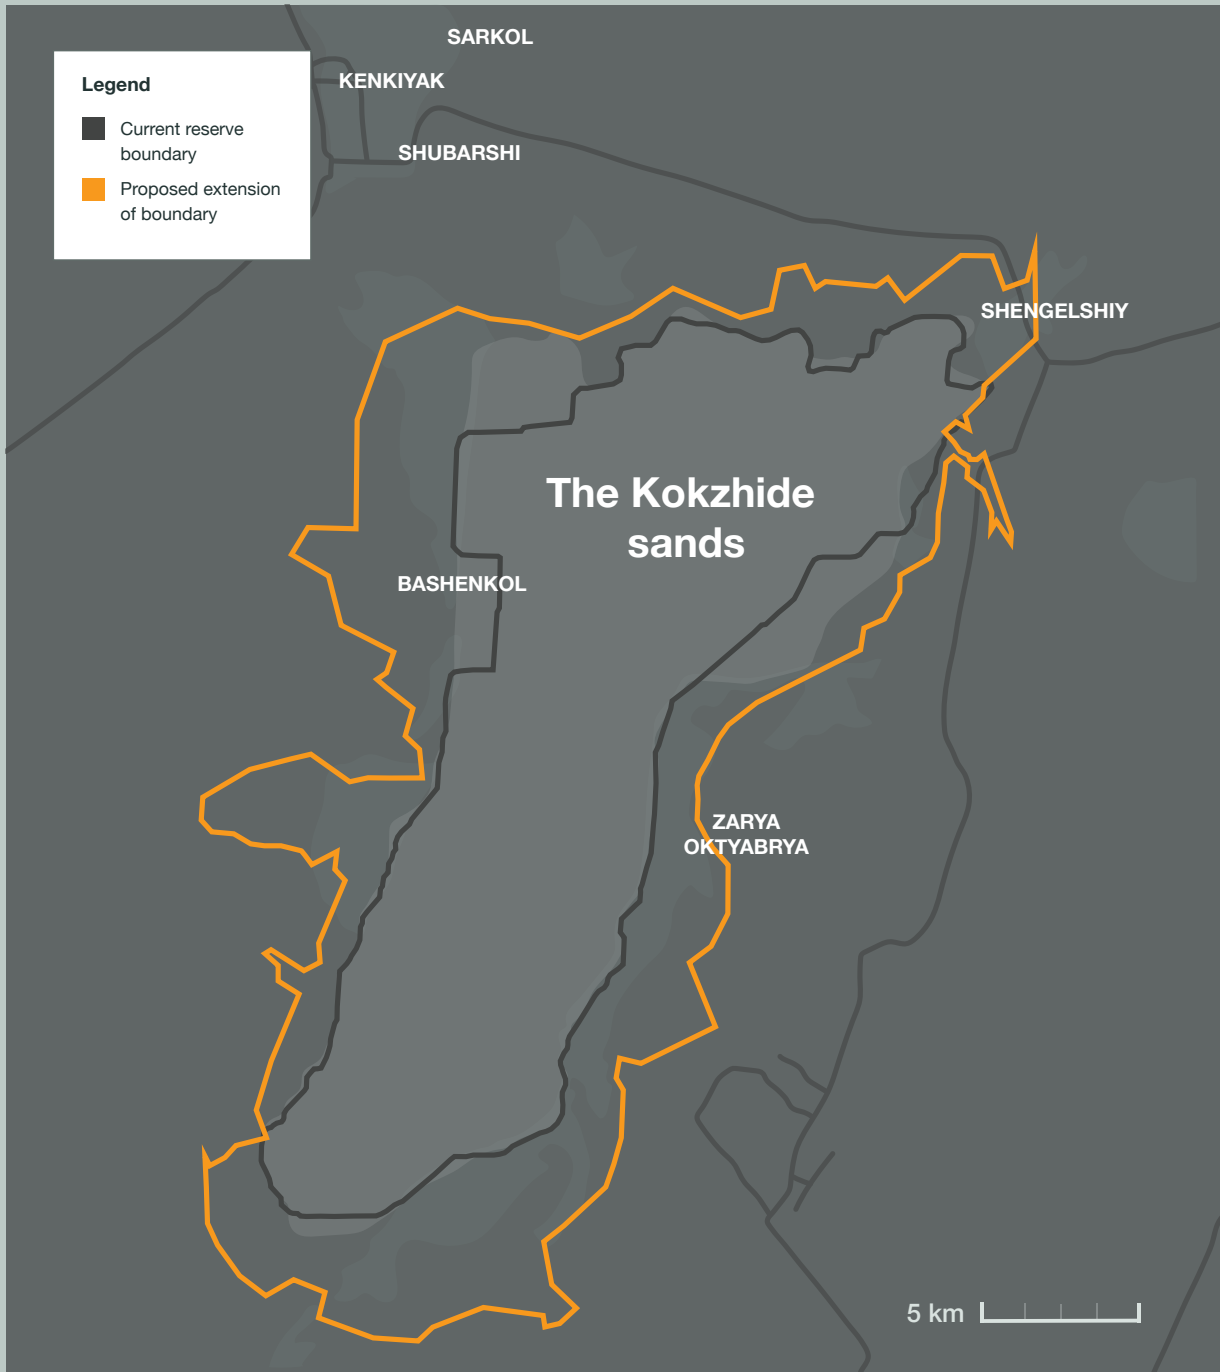 SARKOL
KENKIYAK
SHUBARSHI
Legend
Current reserve
boundary
Proposed extension
of boundary
SHENGELSHIY
The Kokzhide
sands
BASHENKOL
ZARYA
OKTYABRYA
5 km